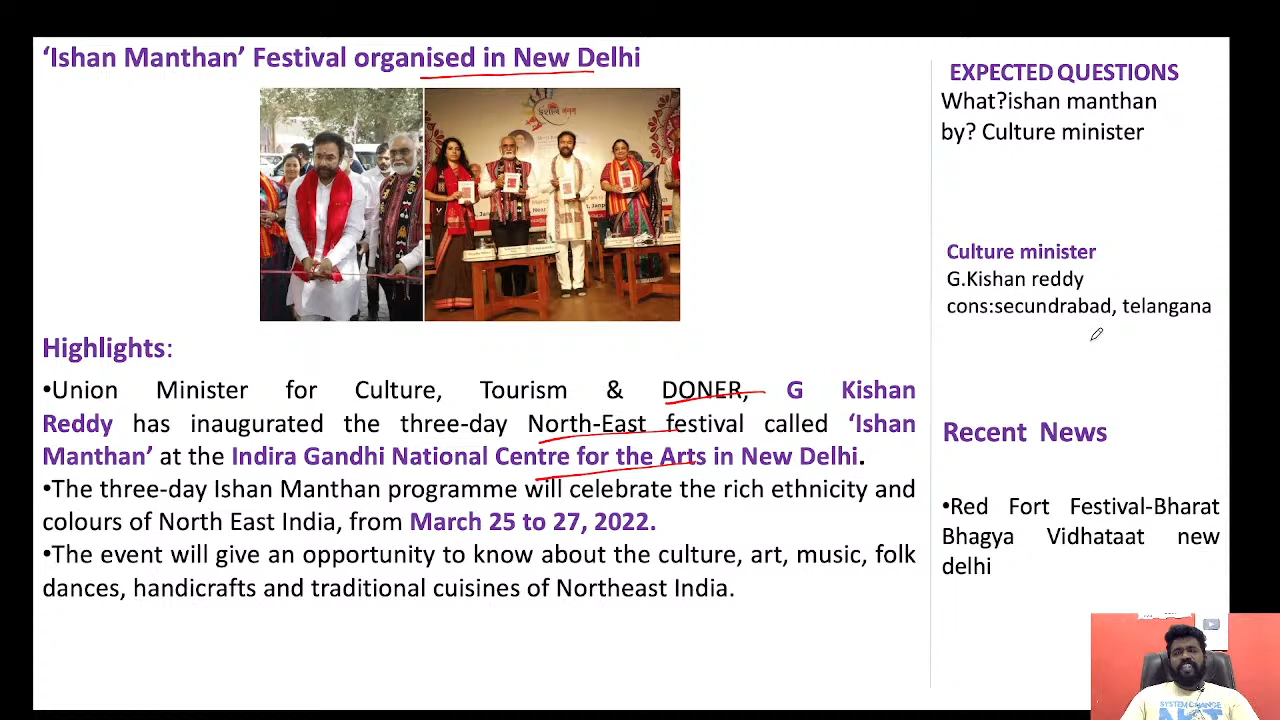 ‘Ishan Manthan’ Festival organised in New Delhi
Highlights:
•Union Minister for Culture, Tourism & DONER, G Kishan
Reddy has inaugurated the three-day North-East festival called ‘Ishan
Manthan’ at the Indira Gandhi National Centre for the Arts in New Delhi.
•The three-day Ishan Manthan programme will celebrate the rich ethnicity and
colours of North East India, from March 25 to 27, 2022.
•The event will give an opportunity to know about the culture, art, music, folk
dances, handicrafts and traditional cuisines of Northeast India.
EXPECTED QUESTIONS
What?ishan manthan
by? Culture minister
Culture minister
G.Kishan reddy
cons:secundrabad, telangana
Recent News
•Red Fort Festival-Bharat
Bhagya Vidhataat new
delhi
SYSTEM CHANGE